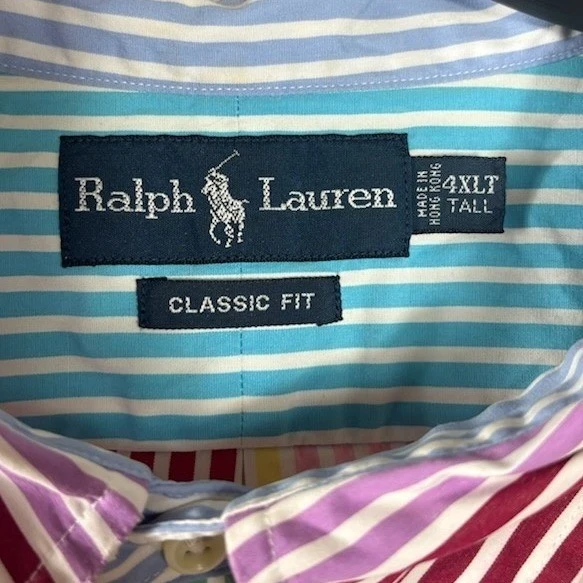 Ralph Lauren
MADE IN
HONG KONG
4XLT
TALL
CLASSIC FIT